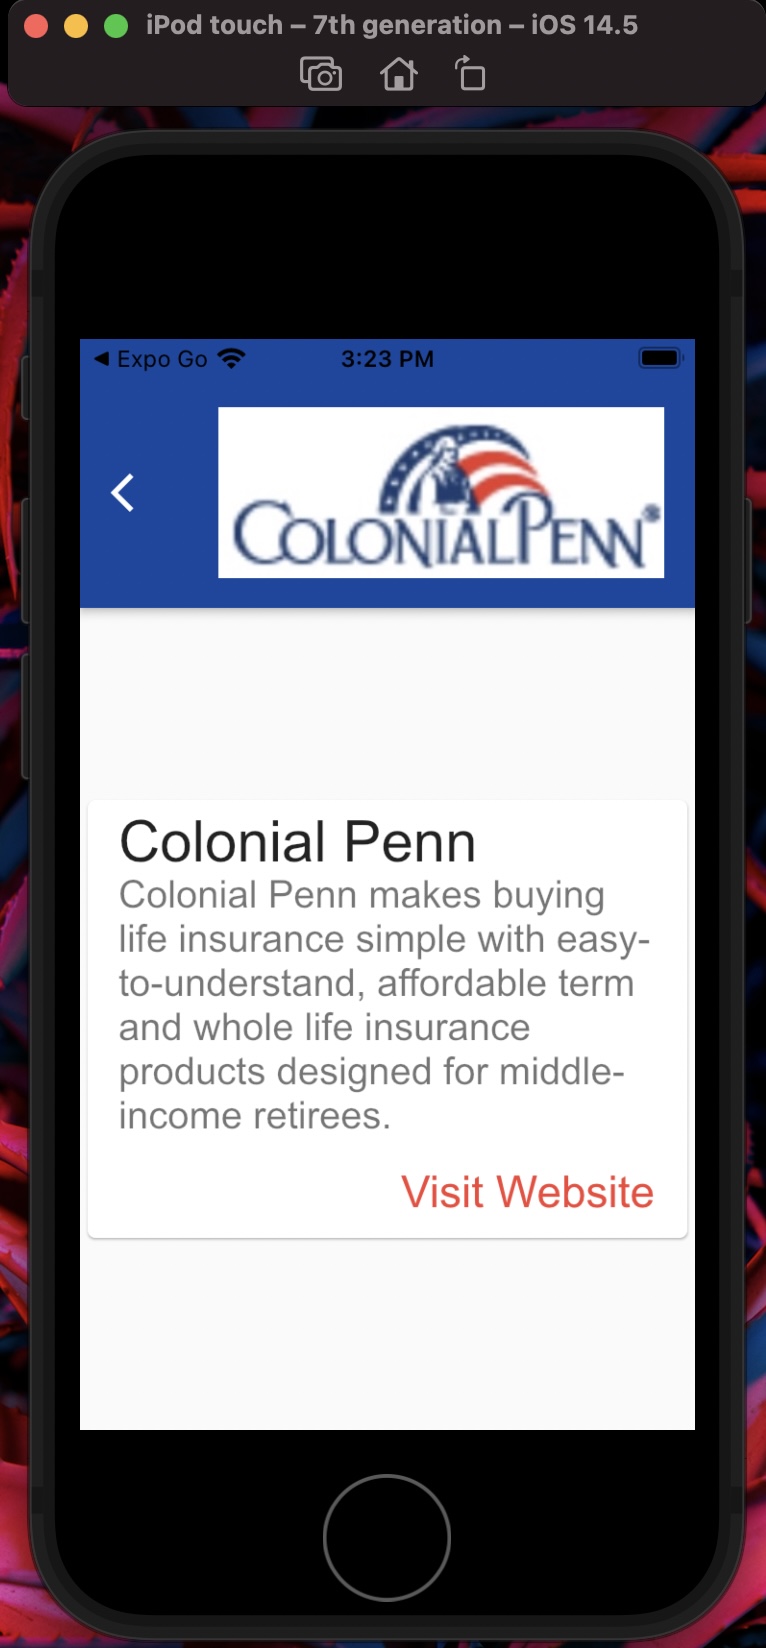 iPod touch – 7th generation – iOS 14.5
◀ Expo Go 3:23 PM
COLONIAL PENN®
Colonial Penn
Colonial Penn makes buying
life insurance simple with easy-
to-understand, affordable term
and whole life insurance
products designed for middle-
income retirees.
Visit Website